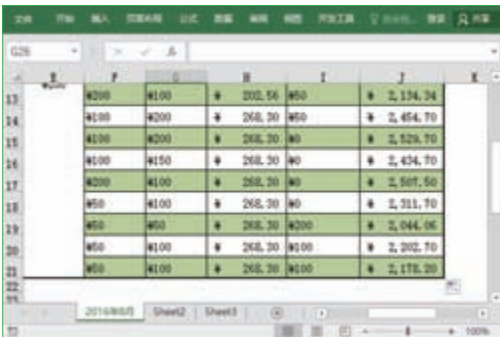 文件 开始 插入 页面布局 公式 数据 审阅 视图 开发工具 登录 共享
G26
E F G H I J K
13 ¥200 ¥100 ¥ 202.56 ¥50 ¥ 2,134.34
14 ¥100 ¥200 ¥ 268.30 ¥50 ¥ 2,454.70
15 ¥100 ¥200 ¥ 268.30 ¥0 ¥ 2,529.70
16 ¥100 ¥150 ¥ 268.30 ¥0 ¥ 2,434.70
17 ¥200 ¥100 ¥ 268.30 ¥0 ¥ 2,507.50
18 ¥50 ¥100 ¥ 268.30 ¥0 ¥ 2,311.70
19 ¥50 ¥50 ¥ 268.30 ¥200 ¥ 2,044.06
20 ¥50 ¥100 ¥ 268.30 ¥100 ¥ 2,202.70
21 ¥50 ¥100 ¥ 268.30 ¥100 ¥ 2,178.20
22
2016年8月 Sheet2 Sheet3
100%